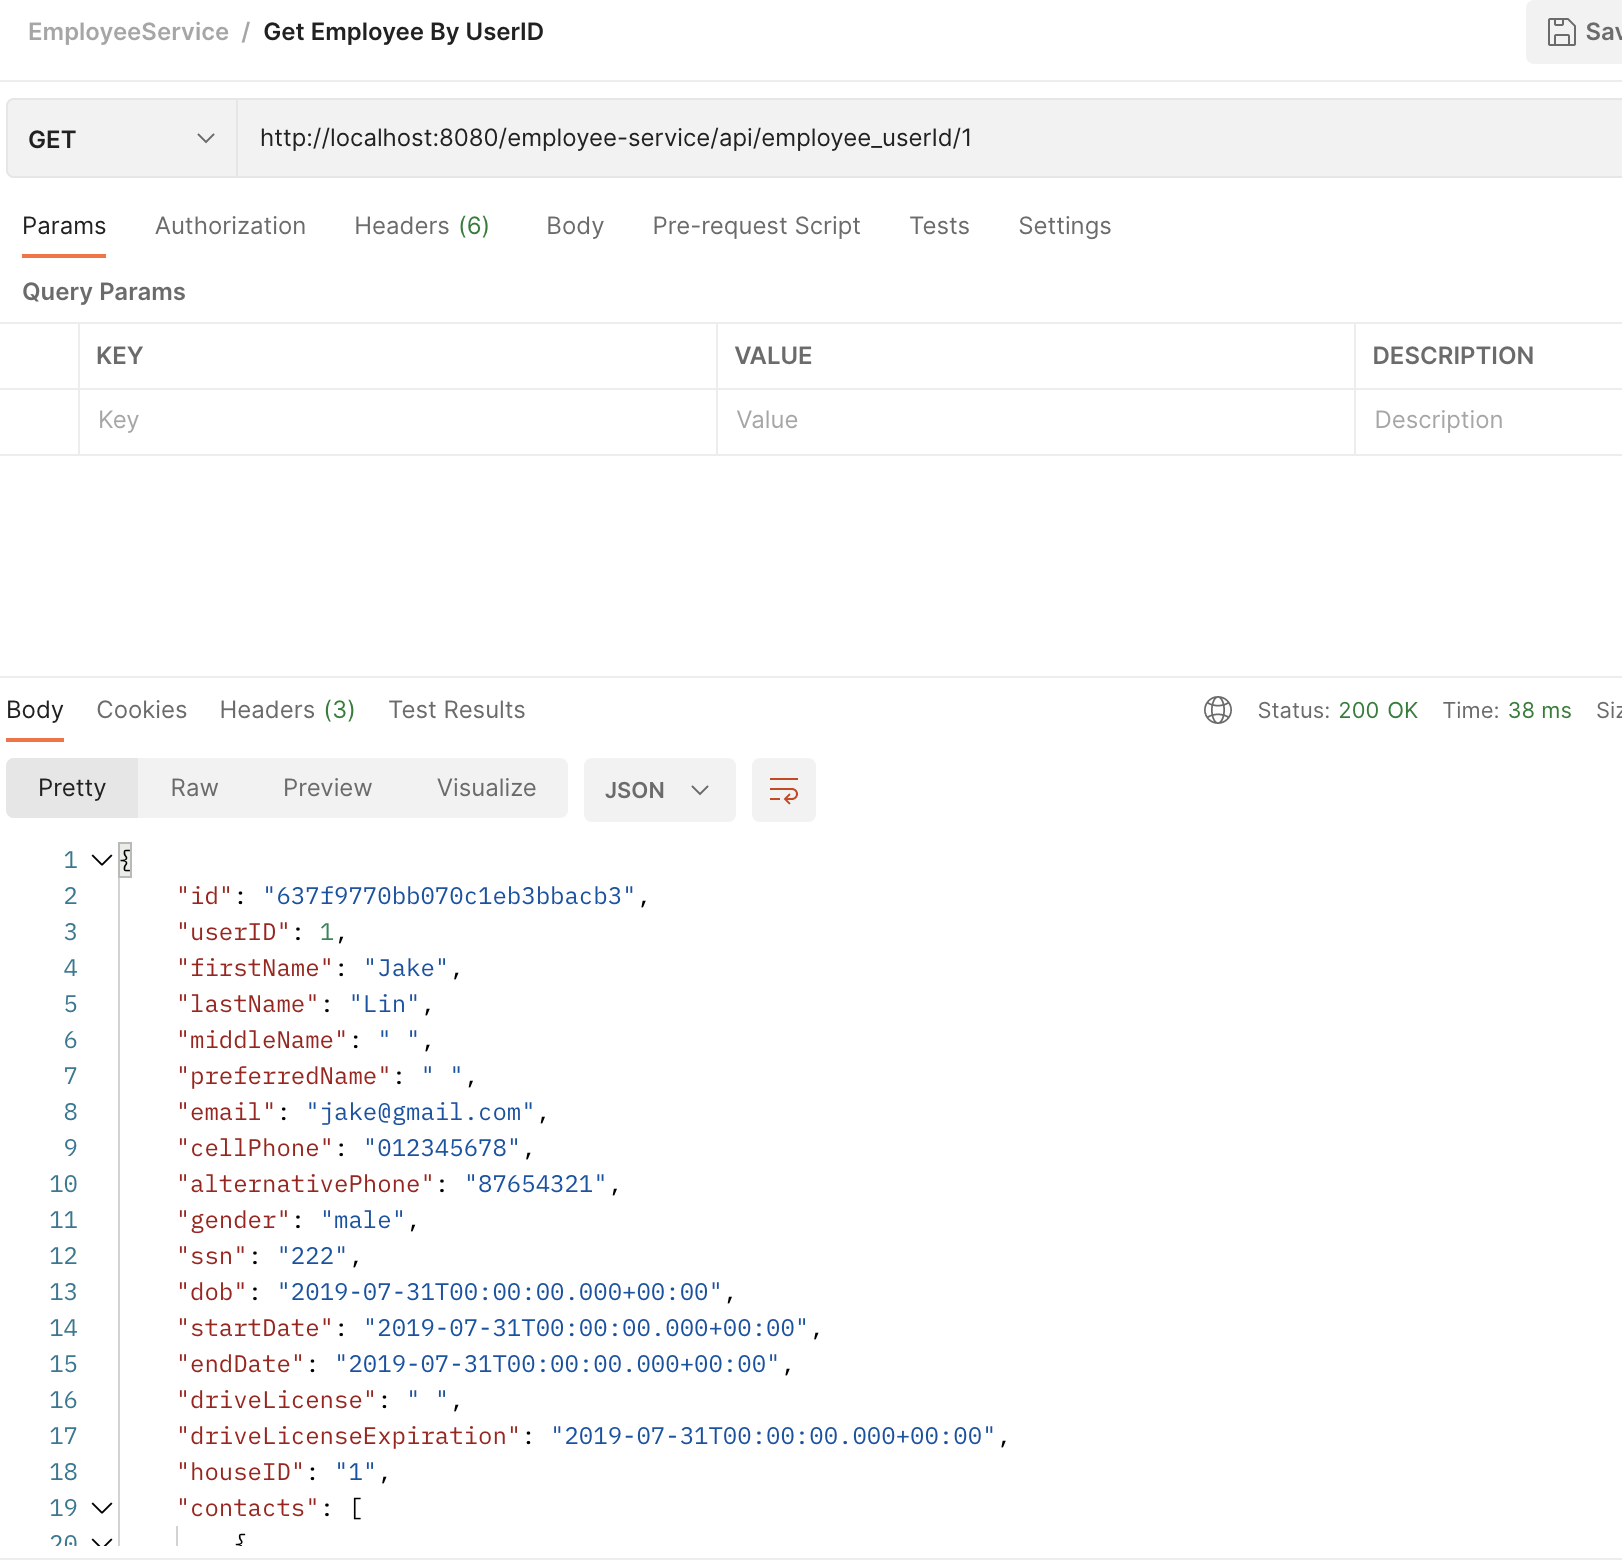 EmployeeService / Get Employee By UserID
Sav
GET http://localhost:8080/employee-service/api/employee_userId/1
Params Authorization Headers (6) Body Pre-request Script Tests Settings
Query Params
KEY VALUE DESCRIPTION
Key Value Description
Body Cookies Headers (3) Test Results Status: 200 OK Time: 38 ms Siz
Pretty Raw Preview Visualize JSON
1 {
2 "id": "637f9770bb070c1eb3bbacb3",
3 "userID": 1,
4 "firstName": "Jake",
5 "lastName": "Lin",
6 "middleName": " ",
7 "preferredName": " ",
8 "email": "jake@gmail.com",
9 "cellPhone": "012345678",
10 "alternativePhone": "87654321",
11 "gender": "male",
12 "ssn": "222",
13 "dob": "2019-07-31T00:00:00.000+00:00",
14 "startDate": "2019-07-31T00:00:00.000+00:00",
15 "endDate": "2019-07-31T00:00:00.000+00:00",
16 "driveLicense": " ",
17 "driveLicenseExpiration": "2019-07-31T00:00:00.000+00:00",
18 "houseID": "1",
19 "contacts": [
20 {